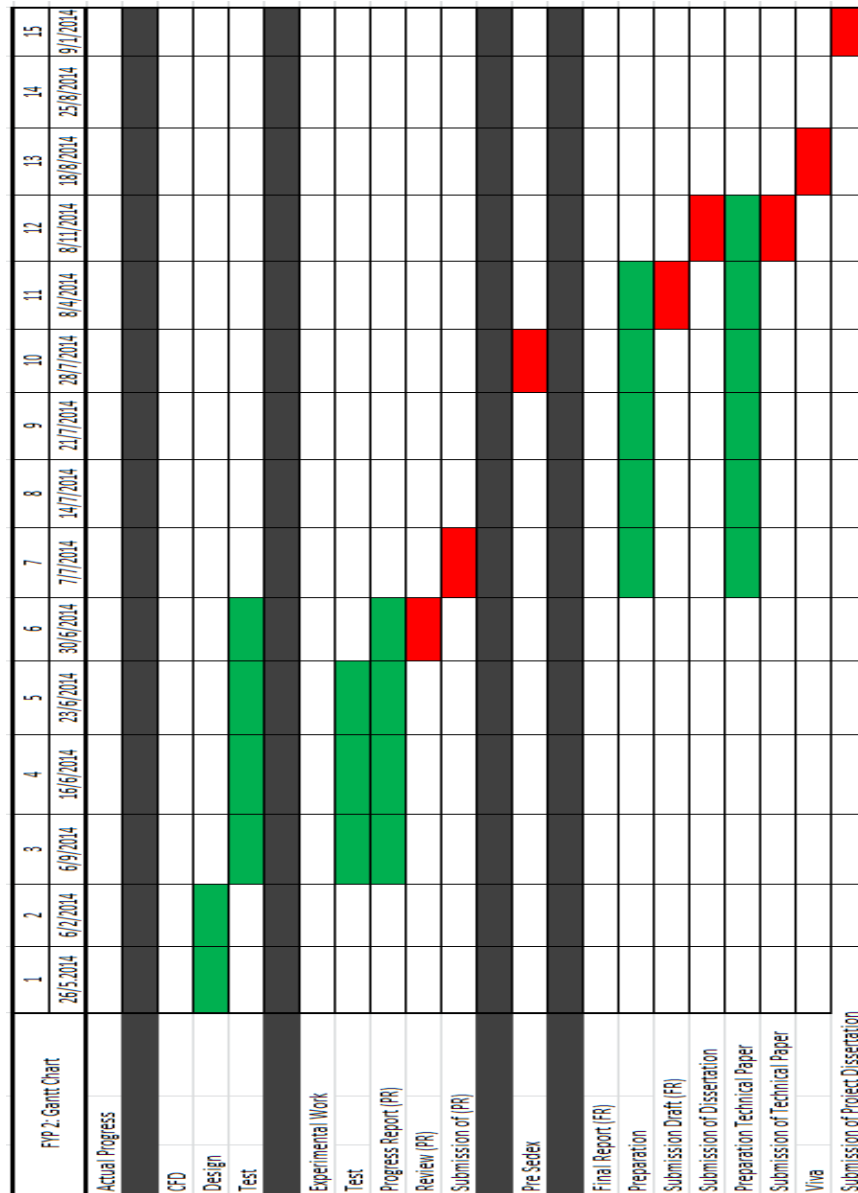 FYP 2: Gantt Chart
1 2 3 4 5 6 7 8 9 10 11 12 13 14 15
26/5.2014 6/2/2014 6/9/2014 16/6/2014 23/6/2014 30/6/2014 7/7/2014 14/7/2014 21/7/2014 28/7/2014 8/4/2014 8/11/2014 18/8/2014 25/8/2014 9/1/2014
Actual Progress
CFD
Design
Test
Experimental Work
Test
Progress Report (PR)
Review (PR)
Submission of (PR)
Pre Sedex
Final Report (FR)
Preparation
Submission Draft (FR)
Submission of Dissertation
Preparation Technical Paper
Submission of Technical Paper
Viva
Submission of Project Dissertation